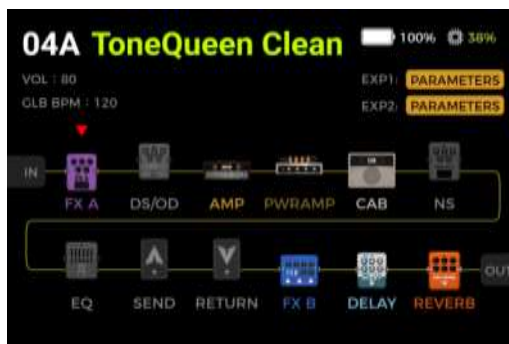 04A ToneQueen Clean 100% 38%
VOL : 80 EXP1: PARAMETERS
GLB BPM : 120 EXP2: PARAMETERS
IN
FX A DS/OD AMP PWRAMP CAB NS
OUT
EQ SEND RETURN FX B DELAY REVERB